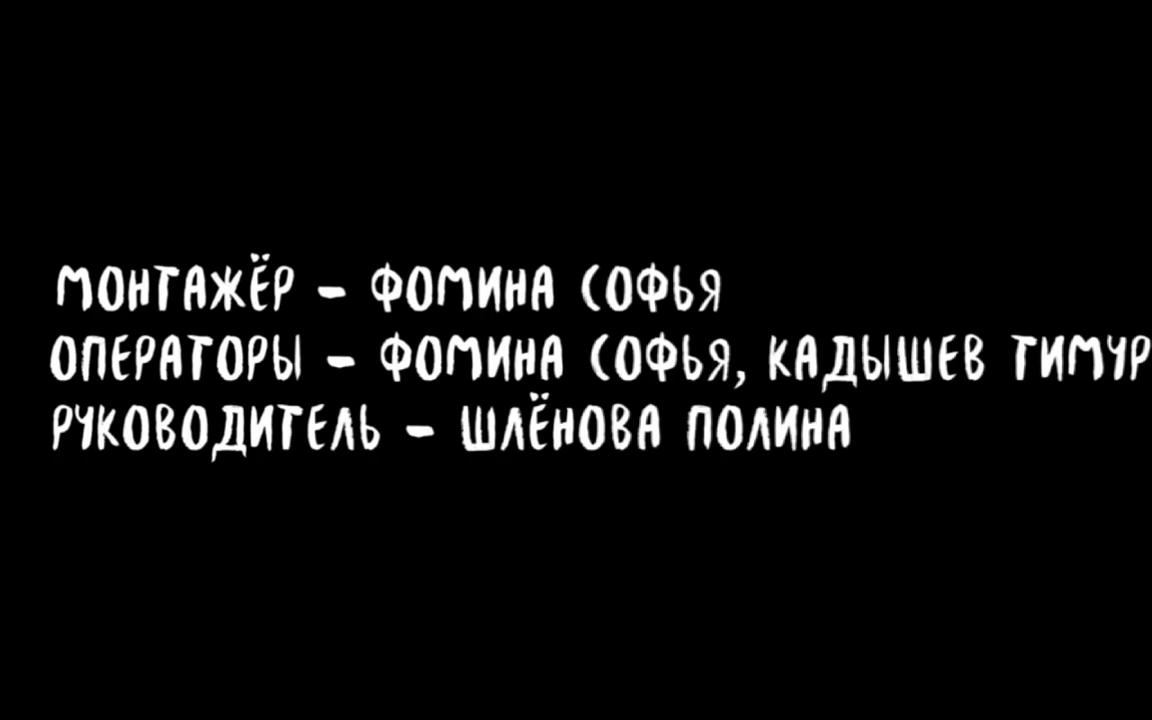 МОНТАЖЁР - ФОМИНА СОФЬЯ
ОПЕРАТОРЫ - ФОМИНА СОФЬЯ, КАДЫШЕВ ТИМУР
РУКОВОДИТЕЛЬ - ШЛЁНОВА ПОЛИНА